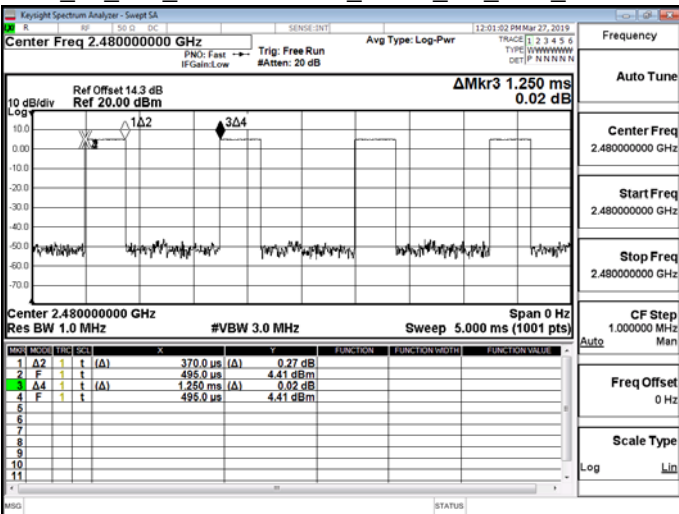 Keysight Spectrum Analyzer - Swept SA
R RF 50 Ω DC SENSE:INT 12:01:02 PM Mar 27, 2019
Center Freq 2.480000000 GHz
PNO: Fast
IFGain:Low
Trig: Free Run
#Atten: 20 dB
Avg Type: Log-Pwr
TRACE 1 2 3 4 5 6
TYPE WWWWWW
DET P N N N N N
Ref Offset 14.3 dB
Ref 20.00 dBm
10 dB/div
Log
ΔMkr3 1.250 ms
0.02 dB
1Δ2
3Δ4
10.0
0.00
-10.0
-20.0
-30.0
-40.0
-50.0
-60.0
-70.0
Center 2.480000000 GHz
Span 0 Hz
Res BW 1.0 MHz
#VBW 3.0 MHz
Sweep 5.000 ms (1001 pts)
MKR MODE TRC SCL X Y FUNCTION FUNCTION WIDTH FUNCTION VALUE
1 Δ2 1 t (Δ) 370.0 µs (Δ) 0.27 dB
2 F 1 t 495.0 µs 4.41 dBm
3 Δ4 1 t (Δ) 1.250 ms (Δ) 0.02 dB
4 F 1 t 495.0 µs 4.41 dBm
5
6
7
8
9
10
11
MSG
STATUS
Frequency
Auto Tune
Center Freq
2.480000000 GHz
Start Freq
2.480000000 GHz
Stop Freq
2.480000000 GHz
CF Step
1.000000 MHz
Auto Man
Freq Offset
0 Hz
Scale Type
Log Lin